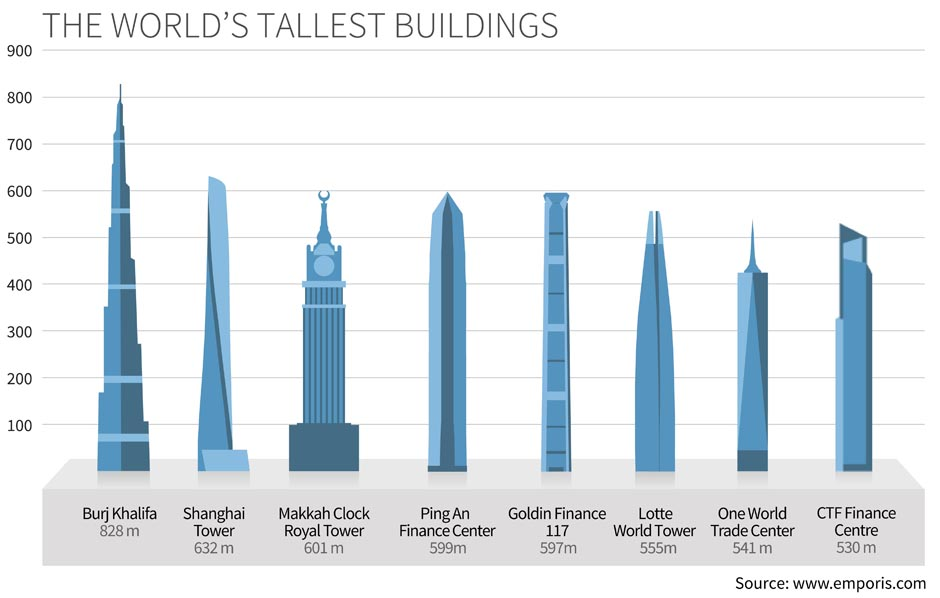 THE WORLD’S TALLEST BUILDINGS
900
800
700
600
500
400
300
200
100
Burj Khalifa
828 m
Shanghai
Tower
632 m
Makkah Clock
Royal Tower
601 m
Ping An
Finance Center
599m
Goldin Finance
117
597m
Lotte
World Tower
555m
One World
Trade Center
541 m
CTF Finance
Centre
530 m
Source: www.emporis.com